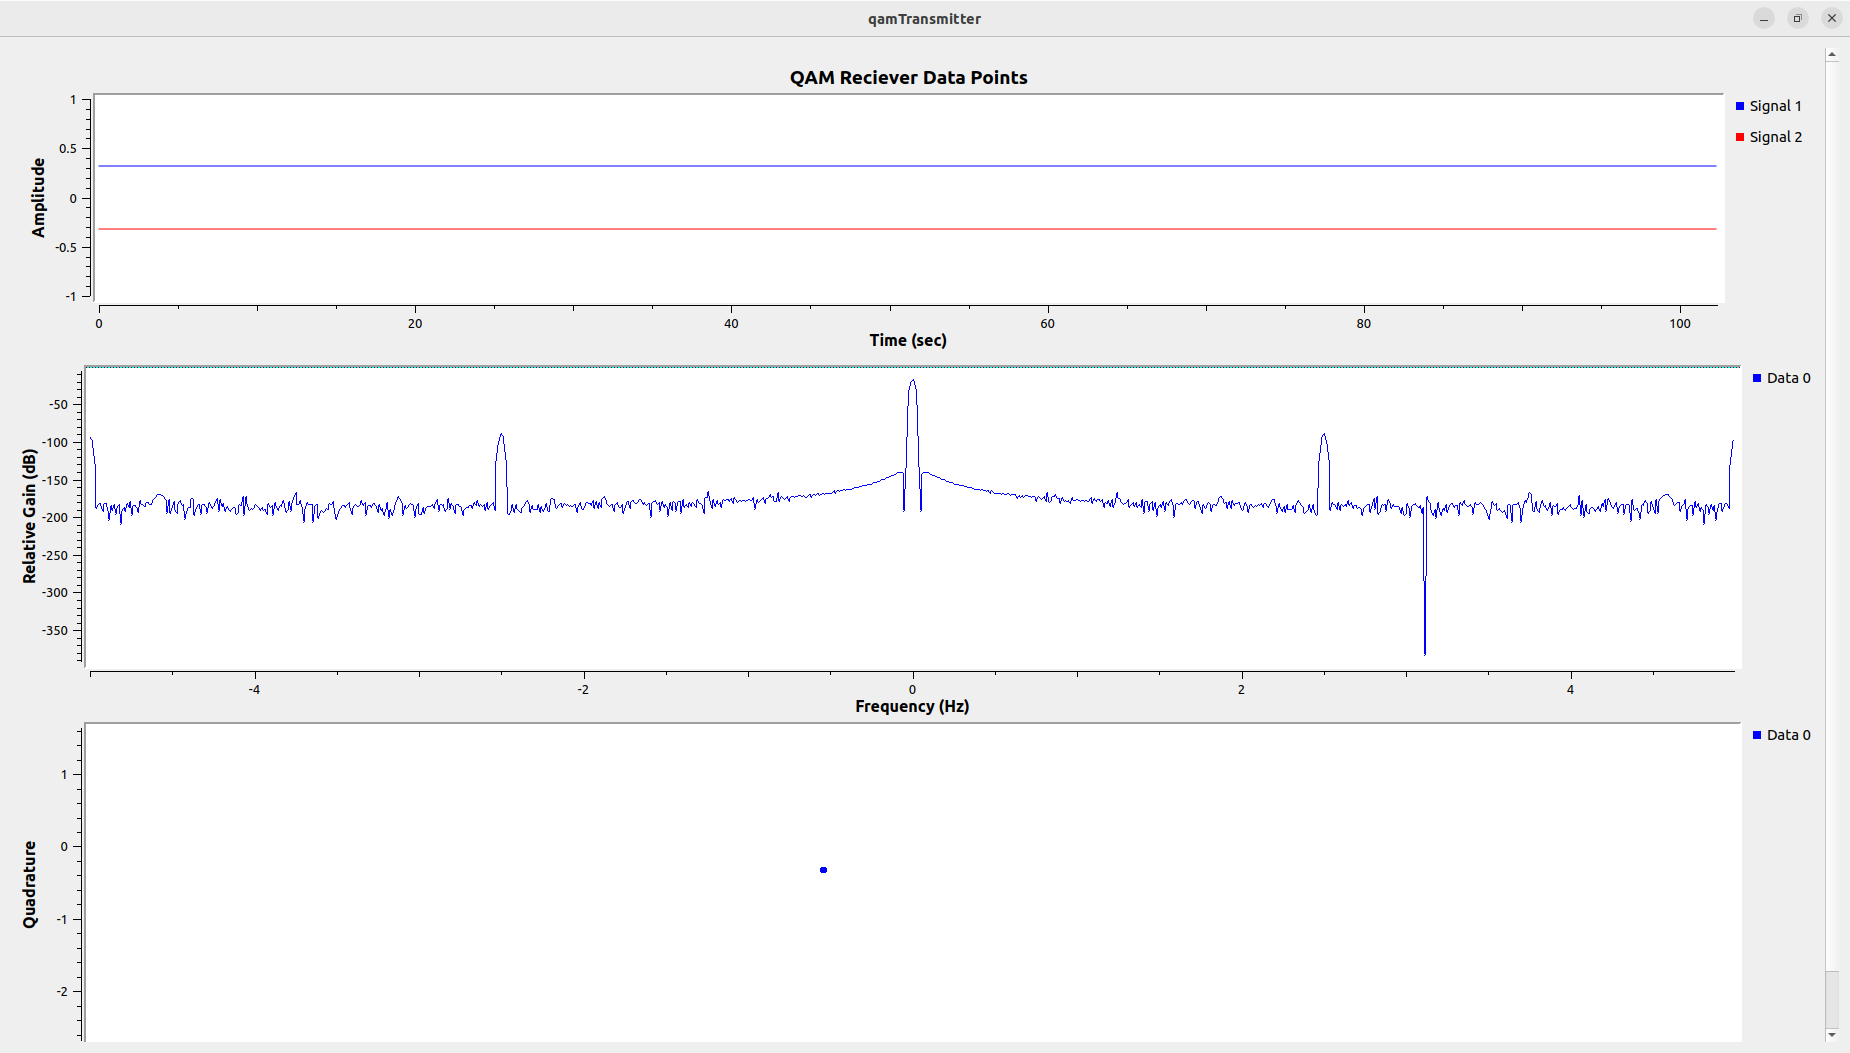 qamTransmitter
QAM Reciever Data Points
1
0.5
0
-0.5
-1
Amplitude
Signal 1
Signal 2
0 20 40 60 80 100
Time (sec)
-50
-100
-150
-200
-250
-300
-350
Relative Gain (dB)
Data 0
-4 -2 0 2 4
Frequency (Hz)
1
0
-1
-2
Quadrature
Data 0